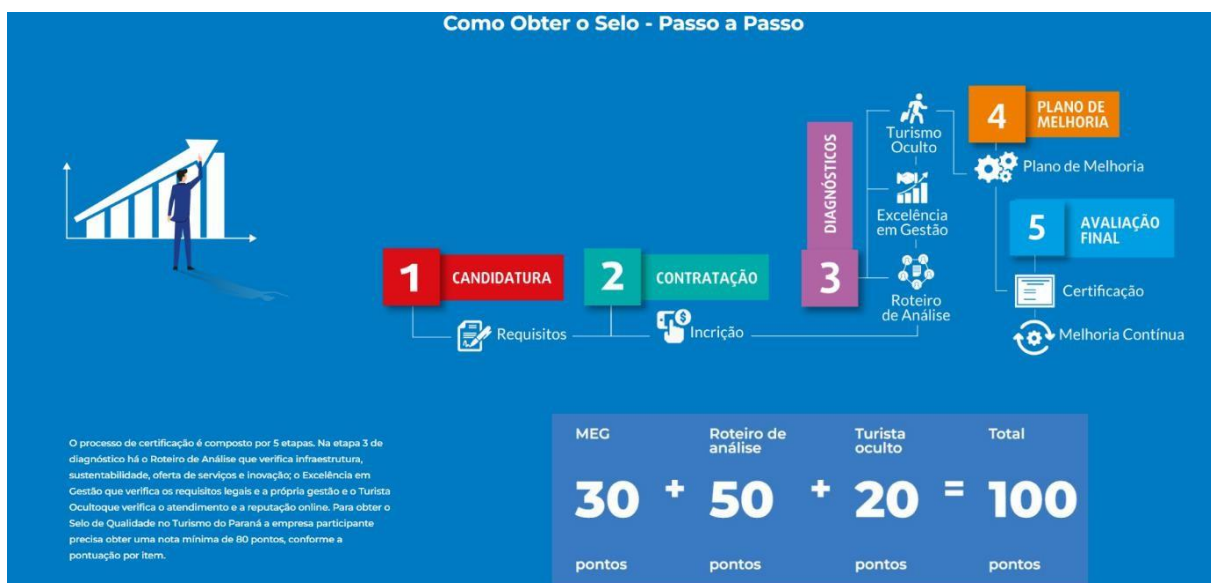 Como Obter o Selo - Passo a Passo
1
CANDIDATURA
Requisitos
2
CONTRATAÇÃO
Incrição
3
DIAGNÓSTICOS
Turismo
Oculto
Excelência
em Gestão
Roteiro
de Análise
4
PLANO DE
MELHORIA
Plano de Melhoria
5
AVALIAÇÃO
FINAL
Certificação
Melhoria Contínua
O processo de certificação é composto por 5 etapas. Na etapa 3 de
diagnóstico há o Roteiro de Análise que verifica infraestrutura,
sustentabilidade, oferta de serviços e inovação; o Excelência em
Gestão que verifica os requisitos legais e a própria gestão e o Turista
Ocultoque verifica o atendimento e a reputação online. Para obter o
Selo de Qualidade no Turismo do Paraná a empresa participante
precisa obter uma nota mínima de 80 pontos, conforme a
pontuação por item.
MEG
30
pontos
+
Roteiro de
análise
50
pontos
+
Turista
oculto
20
pontos
=
Total
100
pontos